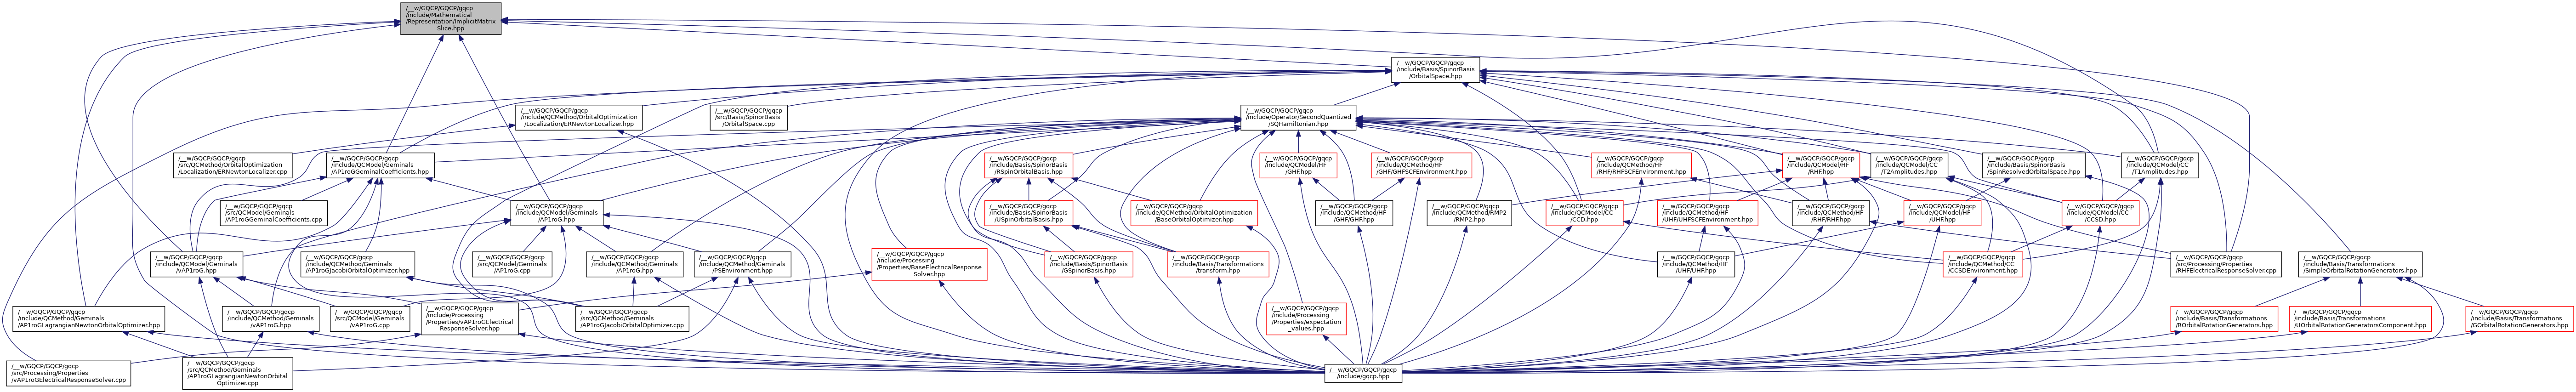 /__w/GQCP/GQCP/gqcp
/include/Mathematical
/Representation/ImplicitMatrix
Slice.hpp
/__w/GQCP/GQCP/gqcp
/include/Basis/SpinorBasis
/OrbitalSpace.hpp
/__w/GQCP/GQCP/gqcp
/include/QCMethod/OrbitalOptimization
/Localization/ERNewtonLocalizer.hpp
/__w/GQCP/GQCP/gqcp
/src/Basis/SpinorBasis
/OrbitalSpace.cpp
/__w/GQCP/GQCP/gqcp
/include/Operator/SecondQuantized
/SQHamiltonian.hpp
/__w/GQCP/GQCP/gqcp
/src/QCMethod/OrbitalOptimization
/Localization/ERNewtonLocalizer.cpp
/__w/GQCP/GQCP/gqcp
/include/QCModel/Geminals
/AP1roGGeminalCoefficients.hpp
/__w/GQCP/GQCP/gqcp
/include/Basis/SpinorBasis
/RSpinOrbitalBasis.hpp
/__w/GQCP/GQCP/gqcp
/include/QCModel/HF
/GHF.hpp
/__w/GQCP/GQCP/gqcp
/include/QCMethod/HF
/GHF/GHFSCFEnvironment.hpp
/__w/GQCP/GQCP/gqcp
/include/QCMethod/HF
/RHF/RHFSCFEnvironment.hpp
/__w/GQCP/GQCP/gqcp
/include/QCModel/HF
/RHF.hpp
/__w/GQCP/GQCP/gqcp
/include/QCModel/CC
/T2Amplitudes.hpp
/__w/GQCP/GQCP/gqcp
/include/Basis/SpinorBasis
/SpinResolvedOrbitalSpace.hpp
/__w/GQCP/GQCP/gqcp
/include/QCModel/CC
/T1Amplitudes.hpp
/__w/GQCP/GQCP/gqcp
/src/QCModel/Geminals
/AP1roGGeminalCoefficients.cpp
/__w/GQCP/GQCP/gqcp
/include/QCModel/Geminals
/AP1roG.hpp
/__w/GQCP/GQCP/gqcp
/include/Basis/SpinorBasis
/USpinOrbitalBasis.hpp
/__w/GQCP/GQCP/gqcp
/include/QCMethod/OrbitalOptimization
/BaseOrbitalOptimizer.hpp
/__w/GQCP/GQCP/gqcp
/include/QCMethod/HF
/GHF/GHF.hpp
/__w/GQCP/GQCP/gqcp
/include/QCMethod/RMP2
/RMP2.hpp
/__w/GQCP/GQCP/gqcp
/include/QCModel/CC
/CCD.hpp
/__w/GQCP/GQCP/gqcp
/include/QCMethod/HF
/UHF/UHFSCFEnvironment.hpp
/__w/GQCP/GQCP/gqcp
/include/QCMethod/HF
/RHF/RHF.hpp
/__w/GQCP/GQCP/gqcp
/include/QCModel/HF
/UHF.hpp
/__w/GQCP/GQCP/gqcp
/include/QCModel/CC
/CCSD.hpp
/__w/GQCP/GQCP/gqcp
/include/QCModel/Geminals
/vAP1roG.hpp
/__w/GQCP/GQCP/gqcp
/include/QCMethod/Geminals
/AP1roGJacobiOrbitalOptimizer.hpp
/__w/GQCP/GQCP/gqcp
/src/QCModel/Geminals
/AP1roG.cpp
/__w/GQCP/GQCP/gqcp
/include/QCMethod/Geminals
/AP1roG.hpp
/__w/GQCP/GQCP/gqcp
/include/QCMethod/Geminals
/PSEnvironment.hpp
/__w/GQCP/GQCP/gqcp
/include/Processing
/Properties/BaseElectricalResponse
Solver.hpp
/__w/GQCP/GQCP/gqcp
/include/Basis/SpinorBasis
/GSpinorBasis.hpp
/__w/GQCP/GQCP/gqcp
/include/Basis/Transformations
/transform.hpp
/__w/GQCP/GQCP/gqcp
/include/QCMethod/HF
/UHF/UHF.hpp
/__w/GQCP/GQCP/gqcp
/include/QCMethod/CC
/CCSDEnvironment.hpp
/__w/GQCP/GQCP/gqcp
/src/Processing/Properties
/RHFElectricalResponseSolver.cpp
/__w/GQCP/GQCP/gqcp
/include/Basis/Transformations
/SimpleOrbitalRotationGenerators.hpp
/__w/GQCP/GQCP/gqcp
/include/QCMethod/Geminals
/AP1roGLagrangianNewtonOrbitalOptimizer.hpp
/__w/GQCP/GQCP/gqcp
/include/QCMethod/Geminals
/vAP1roG.hpp
/__w/GQCP/GQCP/gqcp
/src/QCModel/Geminals
/vAP1roG.cpp
/__w/GQCP/GQCP/gqcp
/include/Processing
/Properties/vAP1roGElectrical
ResponseSolver.hpp
/__w/GQCP/GQCP/gqcp
/src/QCMethod/Geminals
/AP1roGJacobiOrbitalOptimizer.cpp
/__w/GQCP/GQCP/gqcp
/include/Processing
/Properties/expectation
_values.hpp
/__w/GQCP/GQCP/gqcp
/include/Basis/Transformations
/ROrbitalRotationGenerators.hpp
/__w/GQCP/GQCP/gqcp
/include/Basis/Transformations
/UOrbitalRotationGeneratorsComponent.hpp
/__w/GQCP/GQCP/gqcp
/include/Basis/Transformations
/GOrbitalRotationGenerators.hpp
/__w/GQCP/GQCP/gqcp
/src/Processing/Properties
/vAP1roGElectricalResponseSolver.cpp
/__w/GQCP/GQCP/gqcp
/src/QCMethod/Geminals
/AP1roGLagrangianNewtonOrbital
Optimizer.cpp
/__w/GQCP/GQCP/gqcp
/include/gqcp.hpp